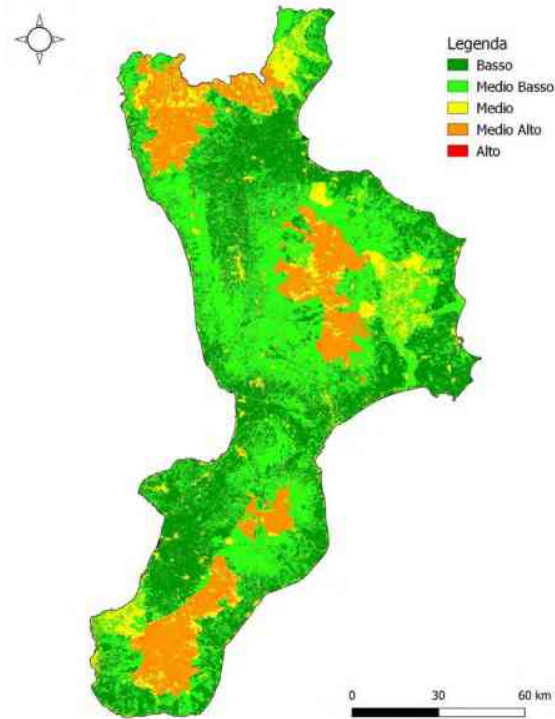 Legenda
Basso
Medio Basso
Medio
Medio Alto
Alto
0 30 60 km